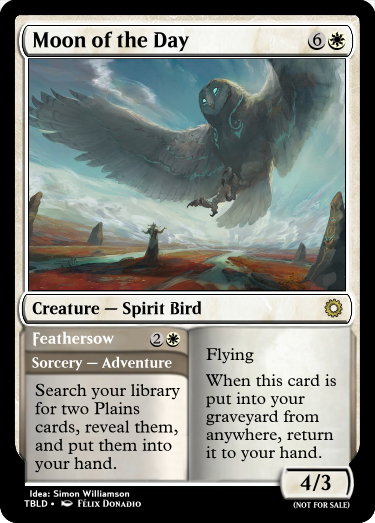 Moon of the Day 6
Creature — Spirit Bird
Feathersow 2
Sorcery — Adventure
Search your library
for two Plains
cards, reveal them,
and put them into
your hand.
Flying
When this card is
put into your
graveyard from
anywhere, return
it to your hand.
4/3
Idea: Simon Williamson
TBLD • Félix Donadio
(NOT FOR SALE)